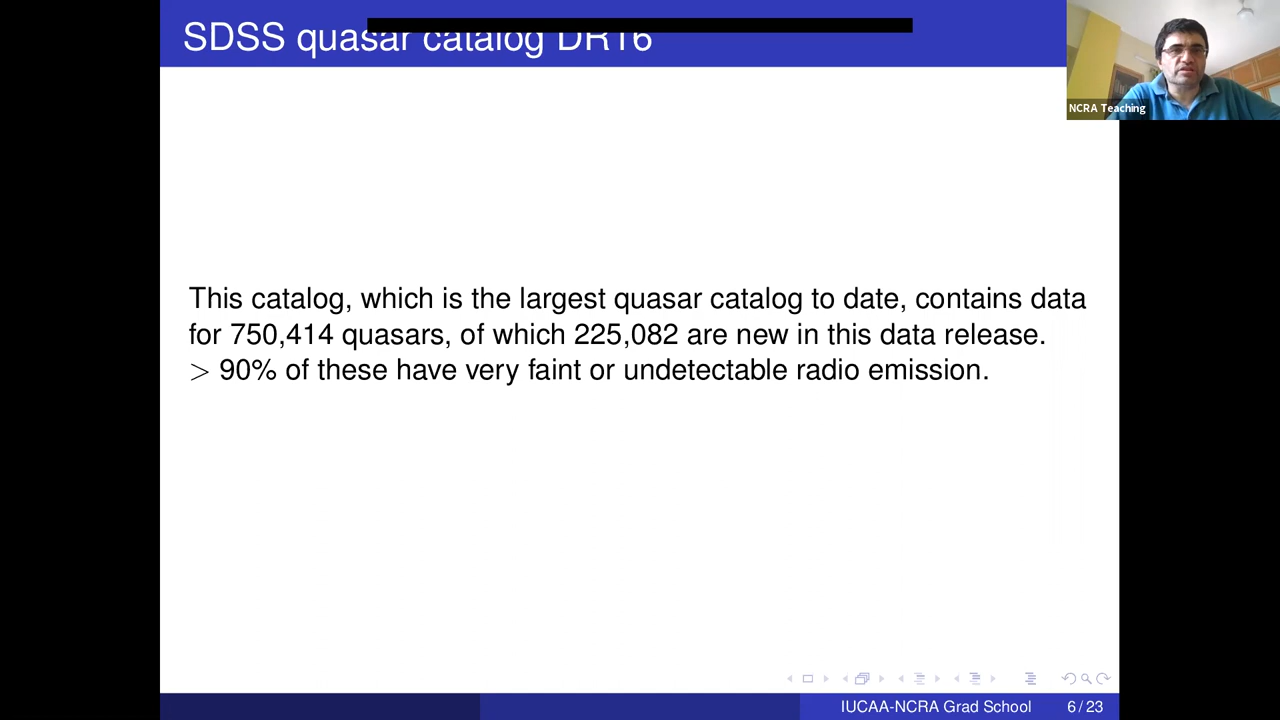 SDSS quasar catalog DR16
NCRA Teaching
This catalog, which is the largest quasar catalog to date, contains data
for 750,414 quasars, of which 225,082 are new in this data release.
> 90% of these have very faint or undetectable radio emission.
IUCAA-NCRA Grad School 6 / 23